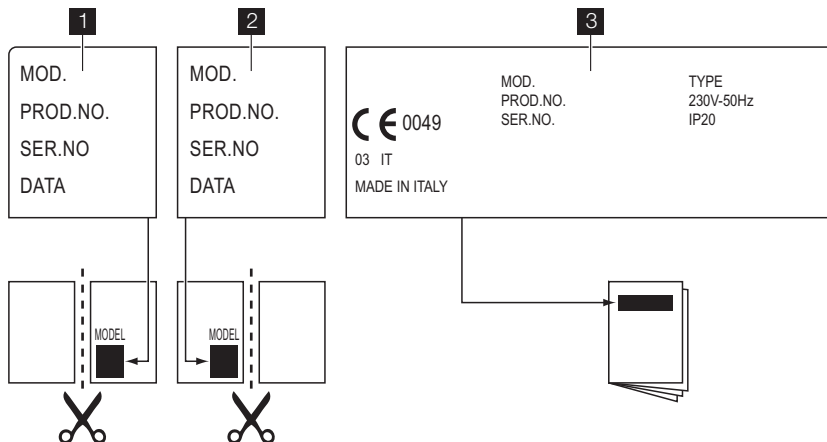 1
MOD.
PROD.NO.
SER.NO
DATA
2
MOD.
PROD.NO.
SER.NO
DATA
3
MOD. TYPE
PROD.NO. 230V-50Hz
SER.NO. IP20
CE 0049
03 IT
MADE IN ITALY
MODEL
MODEL